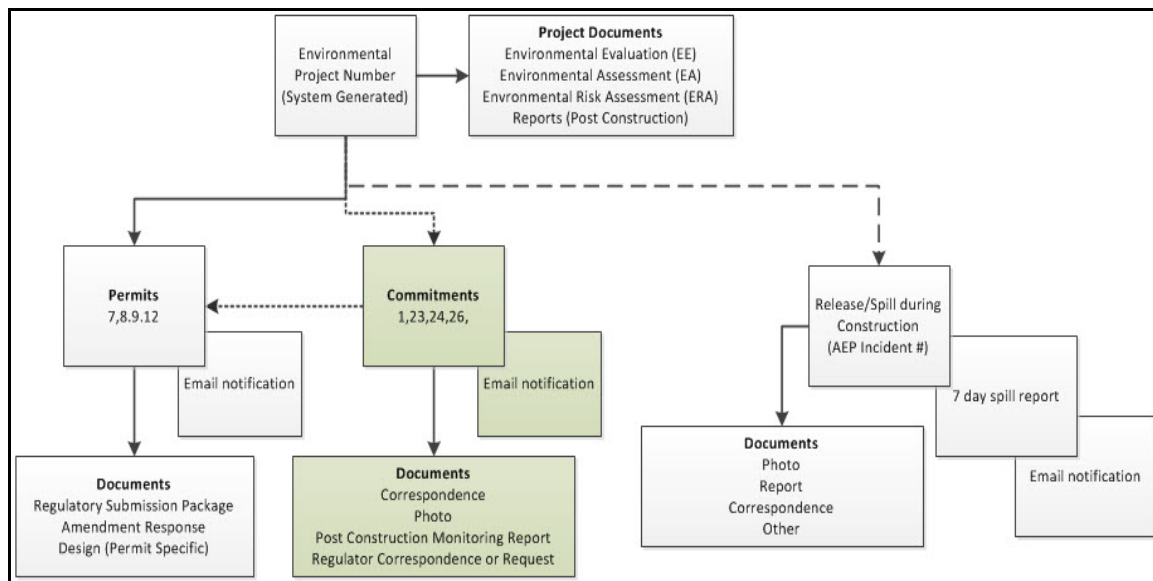 Environmental
Project Number
(System Generated)
Project Documents
Environmental Evaluation (EE)
Environmental Assessment (EA)
Envronmental Risk Assessment (ERA)
Reports (Post Construction)
Permits
7,8.9.12
Email notification
Commitments
1,23,24,26,
Email notification
Release/Spill during
Construction
(AEP Incident #)
7 day spill report
Email notification
Documents
Regulatory Submission Package
Amendment Response
Design (Permit Specific)
Documents
Correspondence
Photo
Post Construction Monitoring Report
Regulator Correspondence or Request
Documents
Photo
Report
Correspondence
Other